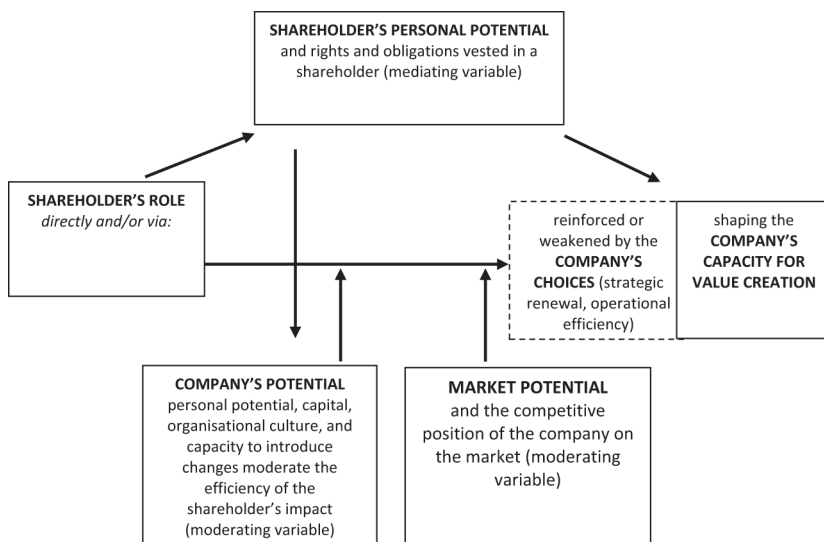 SHAREHOLDER'S PERSONAL POTENTIAL
and rights and obligations vested in a
shareholder (mediating variable)
SHAREHOLDER'S ROLE
directly and/or via:
reinforced or
weakened by the
COMPANY'S
CHOICES (strategic
renewal, operational
efficiency)
shaping the
COMPANY'S
CAPACITY FOR
VALUE CREATION
COMPANY'S POTENTIAL
personal potential, capital,
organisational culture, and
capacity to introduce
changes moderate the
efficiency of the
shareholder's impact
(moderating variable)
MARKET POTENTIAL
and the competitive
position of the company on
the market (moderating
variable)